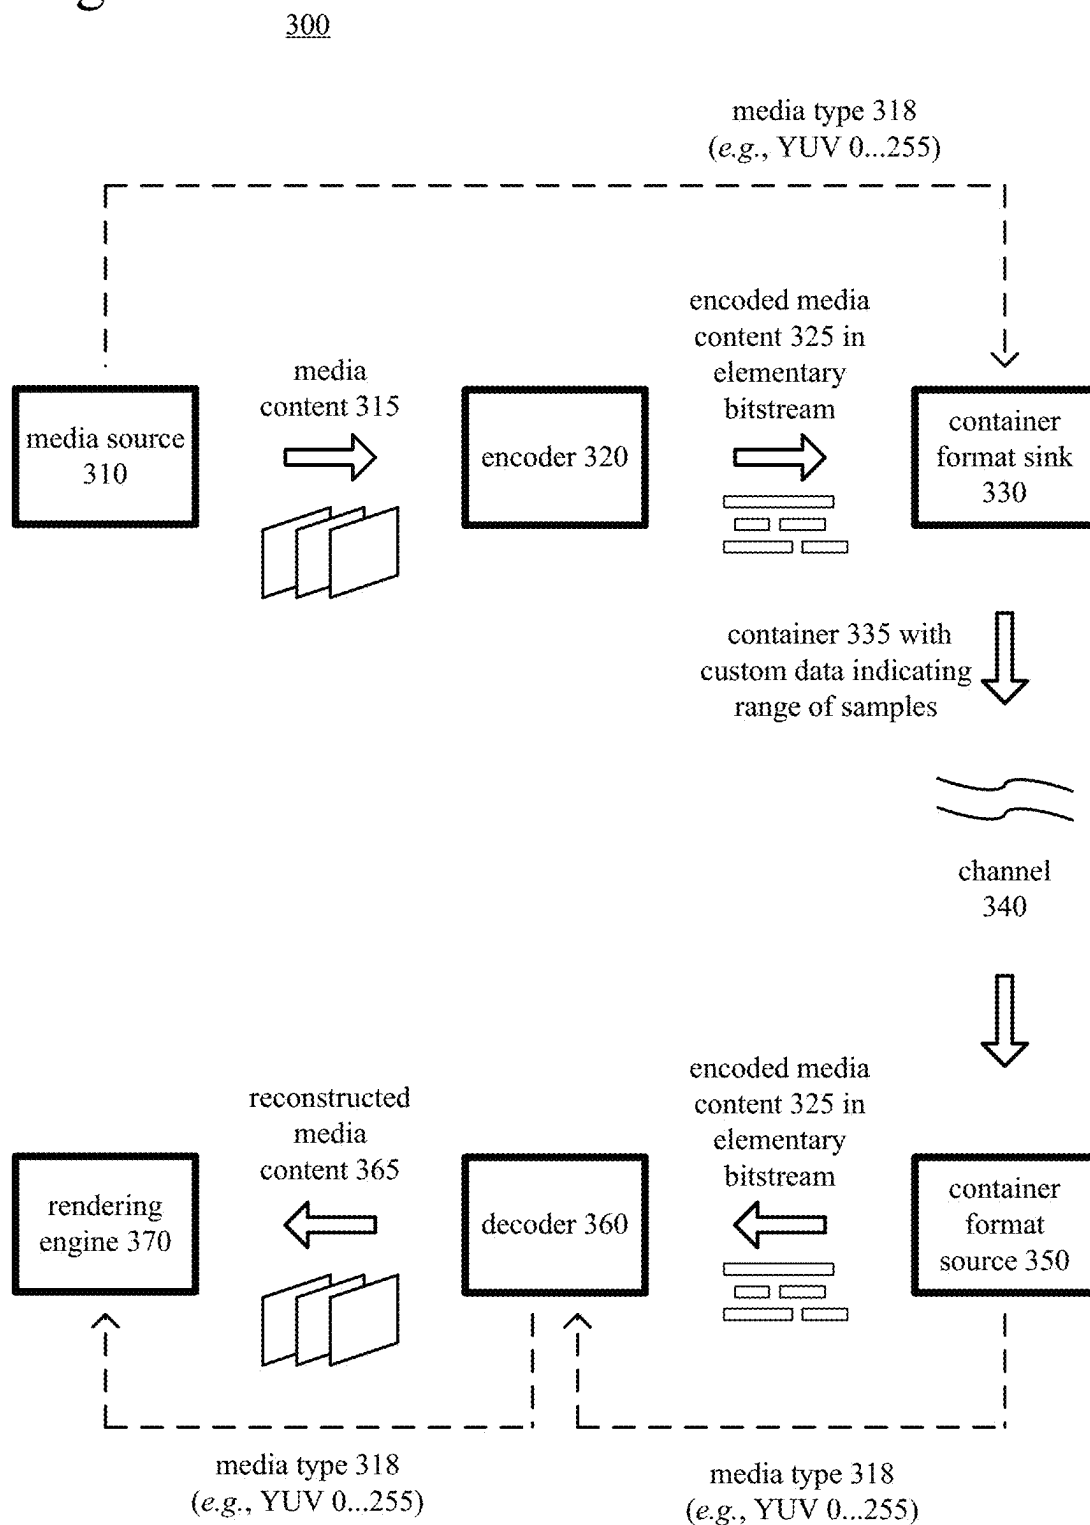 300
media type 318
(e.g., YUV 0...255)
encoded media
content 325 in
elementary
bitstream
media
content 315
media source
310
encoder 320
container
format sink
330
container 335 with
custom data indicating
range of samples
channel
340
encoded media
content 325 in
elementary
bitstream
reconstructed
media
content 365
rendering
engine 370
decoder 360
container
format
source 350
media type 318
(e.g., YUV 0...255)
media type 318
(e.g., YUV 0...255)